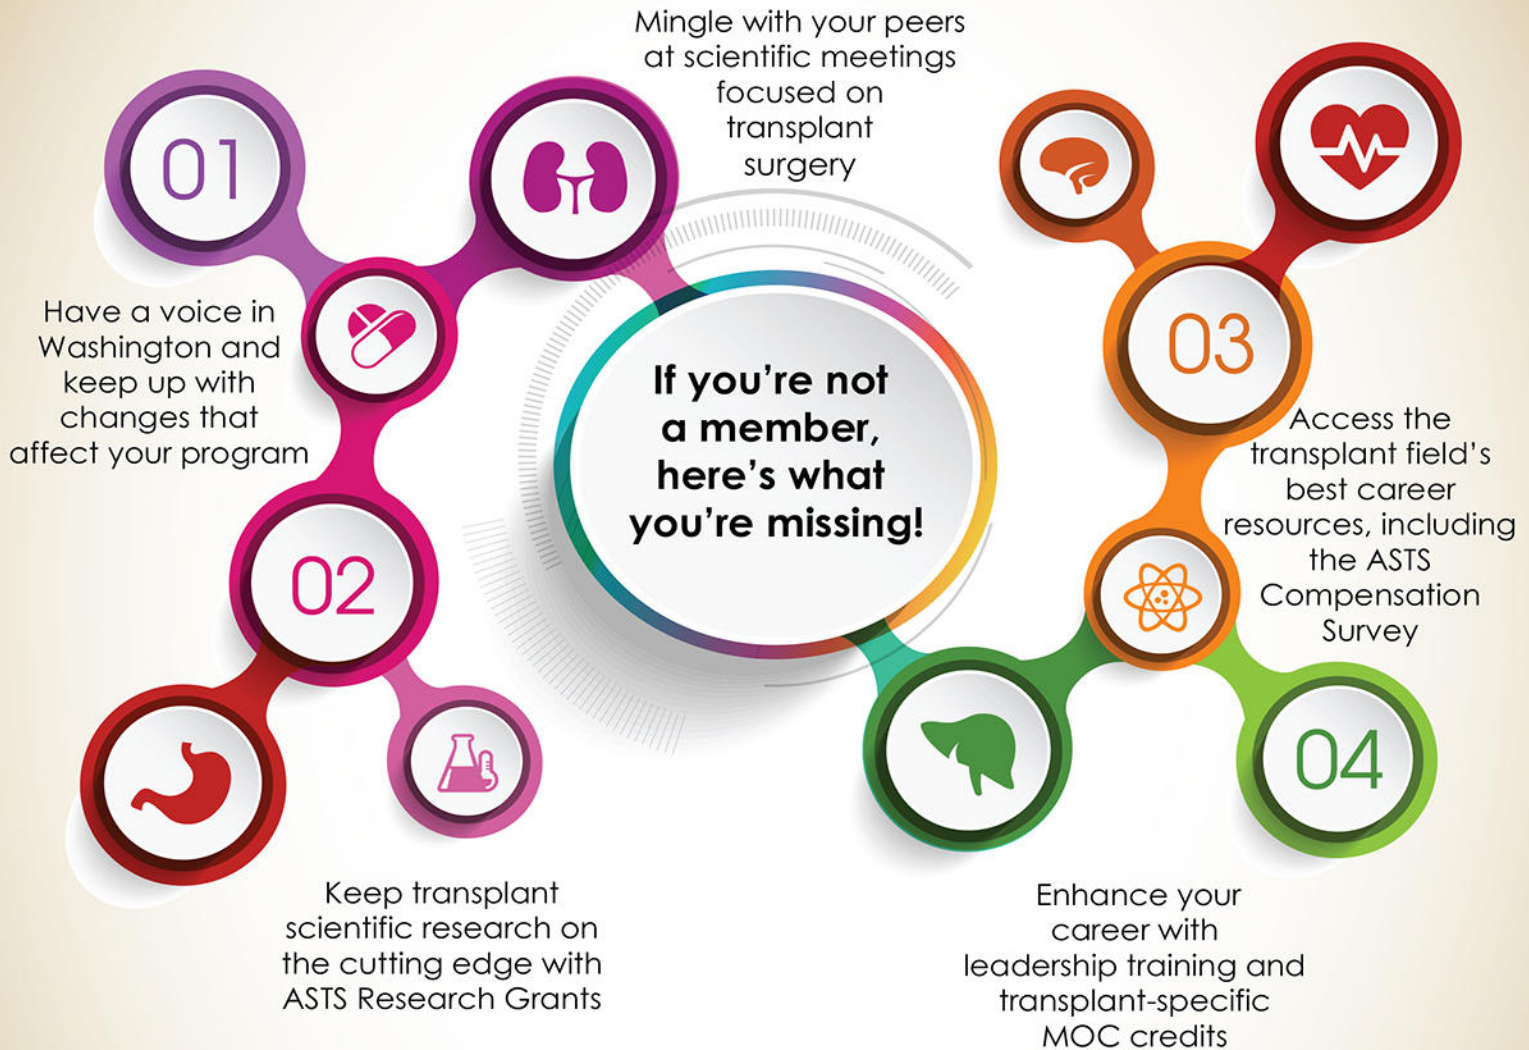 Mingle with your peers
at scientific meetings
focused on
transplant
surgery
01
Have a voice in
Washington and
keep up with
changes that
affect your program
02
Keep transplant
scientific research on
the cutting edge with
ASTS Research Grants
If you're not
a member,
here's what
you're missing!
03
Access the
transplant field's
best career
resources, including
the ASTS
Compensation
Survey
04
Enhance your
career with
leadership training and
transplant-specific
MOC credits